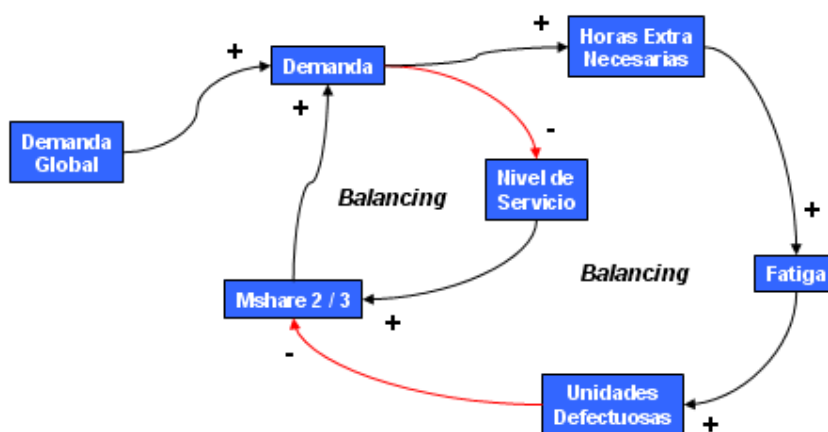 +
+
Demanda
Horas Extra
Necesarias
+
-
Demanda
Global
Nivel de
Servicio
Balancing
+
Balancing
Fatiga
Mshare 2 / 3
+
-
Unidades
Defectuosas
+